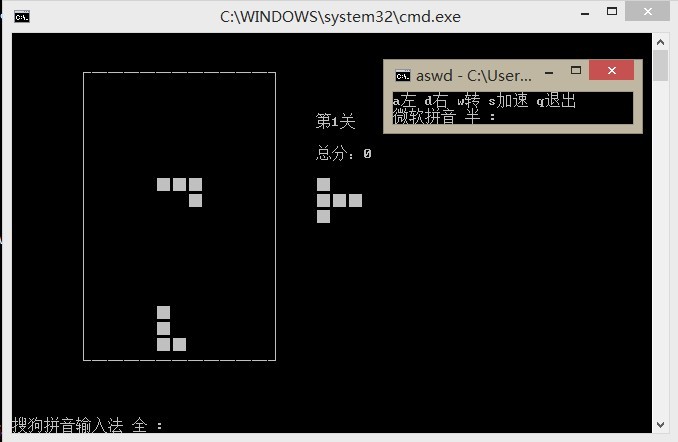 C:\WINDOWS\system32\cmd.exe
aswd - C:\User...
a左 d右 w转 s加速 q退出
微软拼音 半 :
第1关
总分: 0
搜狗拼音输入法 全 :